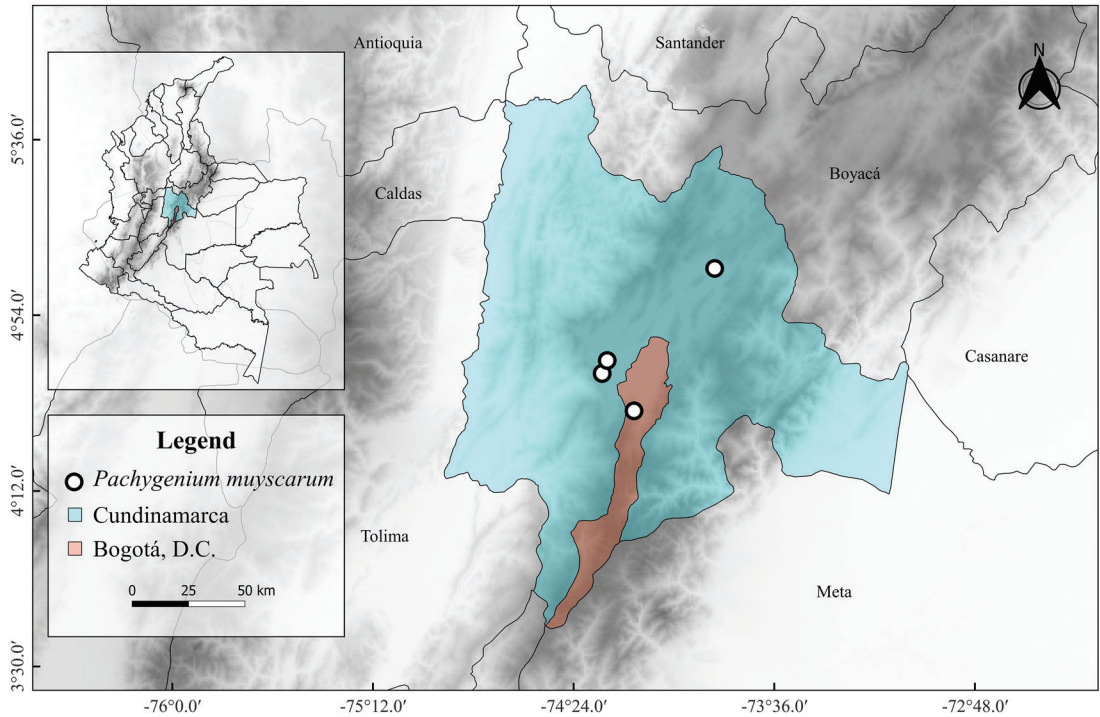 Antioquia
Santander
N
5°36.0'
Caldas
Boyacá
4°54.0'
Casanare
Legend
Pachygenium muyscarum
4°12.0'
Cundinamarca
Tolima
Bogotá, D.C.
0 25 50 km
Meta
3°30.0'
-76°0.0' -75°12.0' -74°24.0' -73°36.0' -72°48.0'